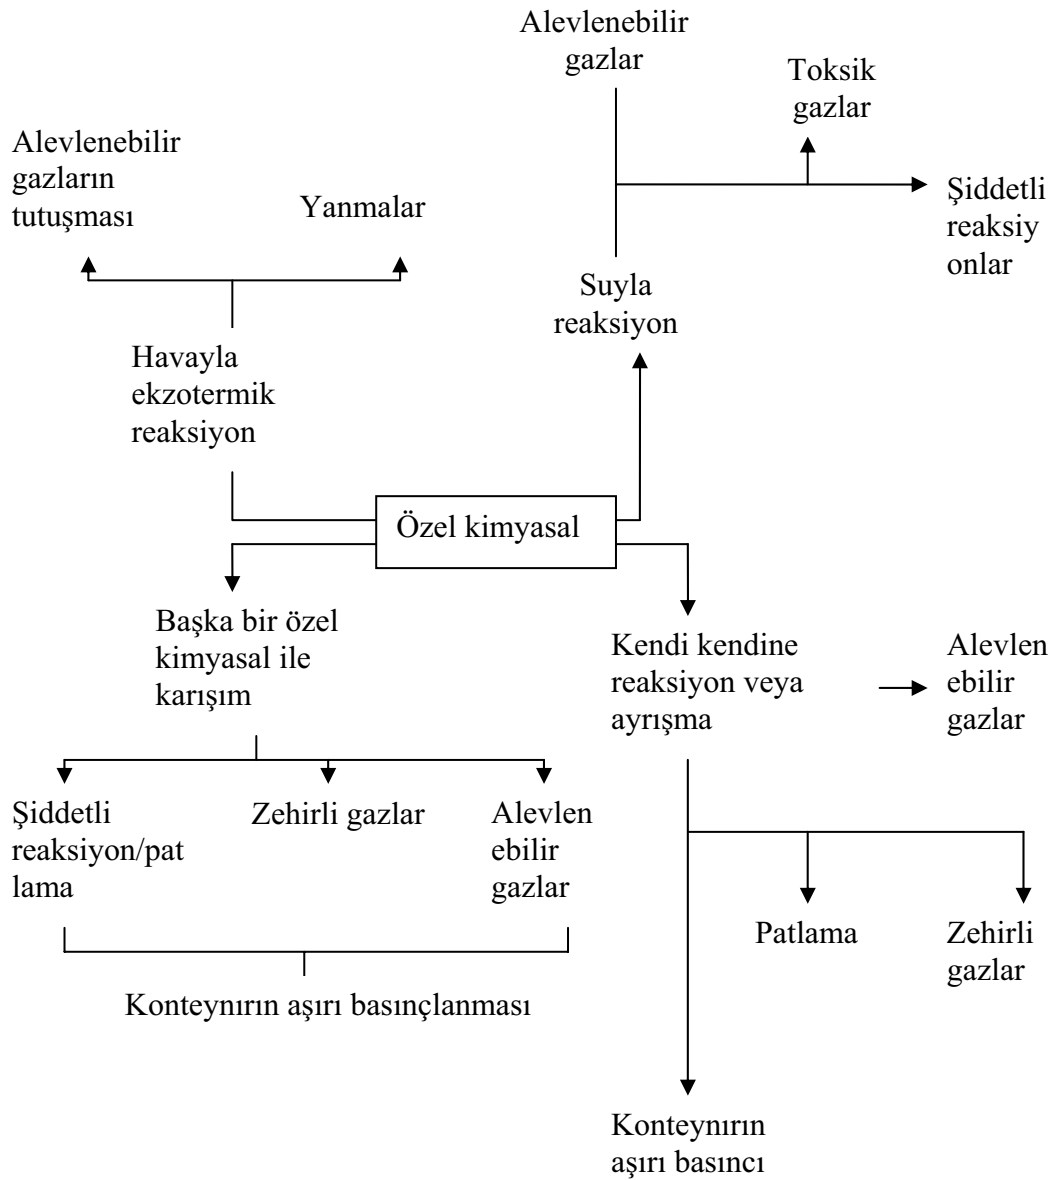 Alevlenebilir
gazlar
Toksik
gazlar
Alevlenebilir
gazların
tutuşması
Yanmalar
Şiddetli
reaksiy
onlar
Suyla
reaksiyon
Havayla
ekzotermik
reaksiyon
Özel kimyasal
Başka bir özel
kimyasal ile
karışım
Kendi kendine
reaksiyon veya
ayrışma
Alevlen
ebilir
gazlar
Şiddetli
reaksiyon/pat
lama
Zehirli gazlar
Alevlen
ebilir
gazlar
Patlama
Zehirli
gazlar
Konteynırın aşırı basınçlanması
Konteynırın
aşırı basıncı